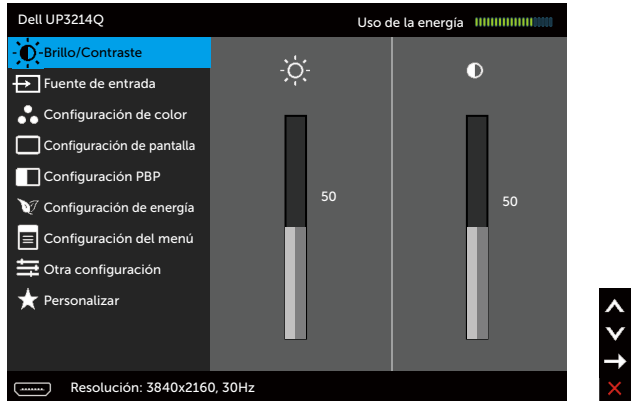 Dell UP3214Q
Uso de la energía
Brillo/Contraste
Fuente de entrada
Configuración de color
Configuración de pantalla
Configuración PBP
Configuración de energía
Configuración del menú
Otra configuración
Personalizar
50
50
Resolución: 3840x2160, 30Hz